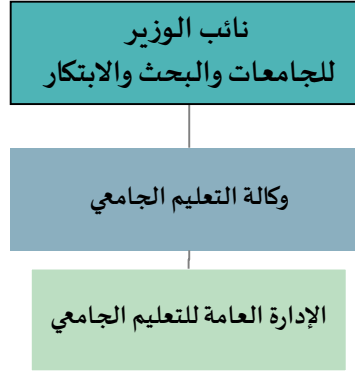 نائب الوزير
للجامعات والبحث والابتكار
وكالة التعليم الجامعي
الإدارة العامة للتعليم الجامعي